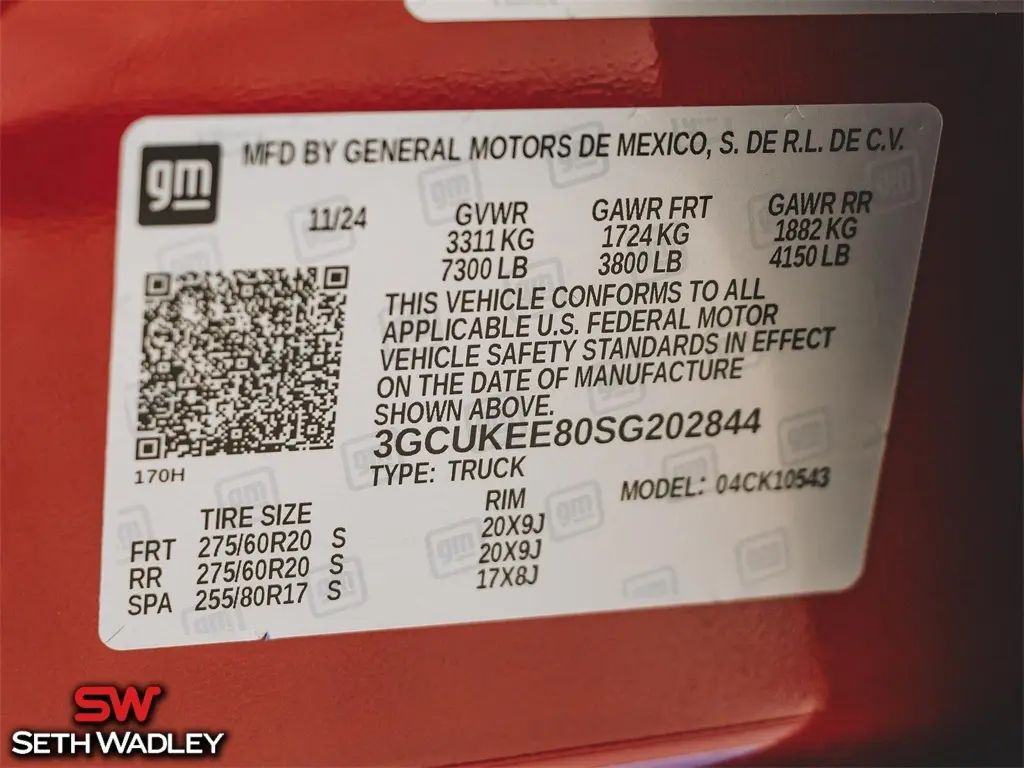 gm
MFD BY GENERAL MOTORS DE MEXICO, S. DE R.L. DE C.V.
11/24 GVWR GAWR FRT GAWR RR
3311 KG 1724 KG 1882 KG
7300 LB 3800 LB 4150 LB
THIS VEHICLE CONFORMS TO ALL
APPLICABLE U.S. FEDERAL MOTOR
VEHICLE SAFETY STANDARDS IN EFFECT
ON THE DATE OF MANUFACTURE
SHOWN ABOVE.
3GCUKEE80SG202844
170H
TYPE: TRUCK
MODEL: 04CK10543
TIRE SIZE RIM
FRT 275/60R20 S 20X9J
RR 275/60R20 S 20X9J
SPA 255/80R17 S 17X8J
SW
SETH WADLEY